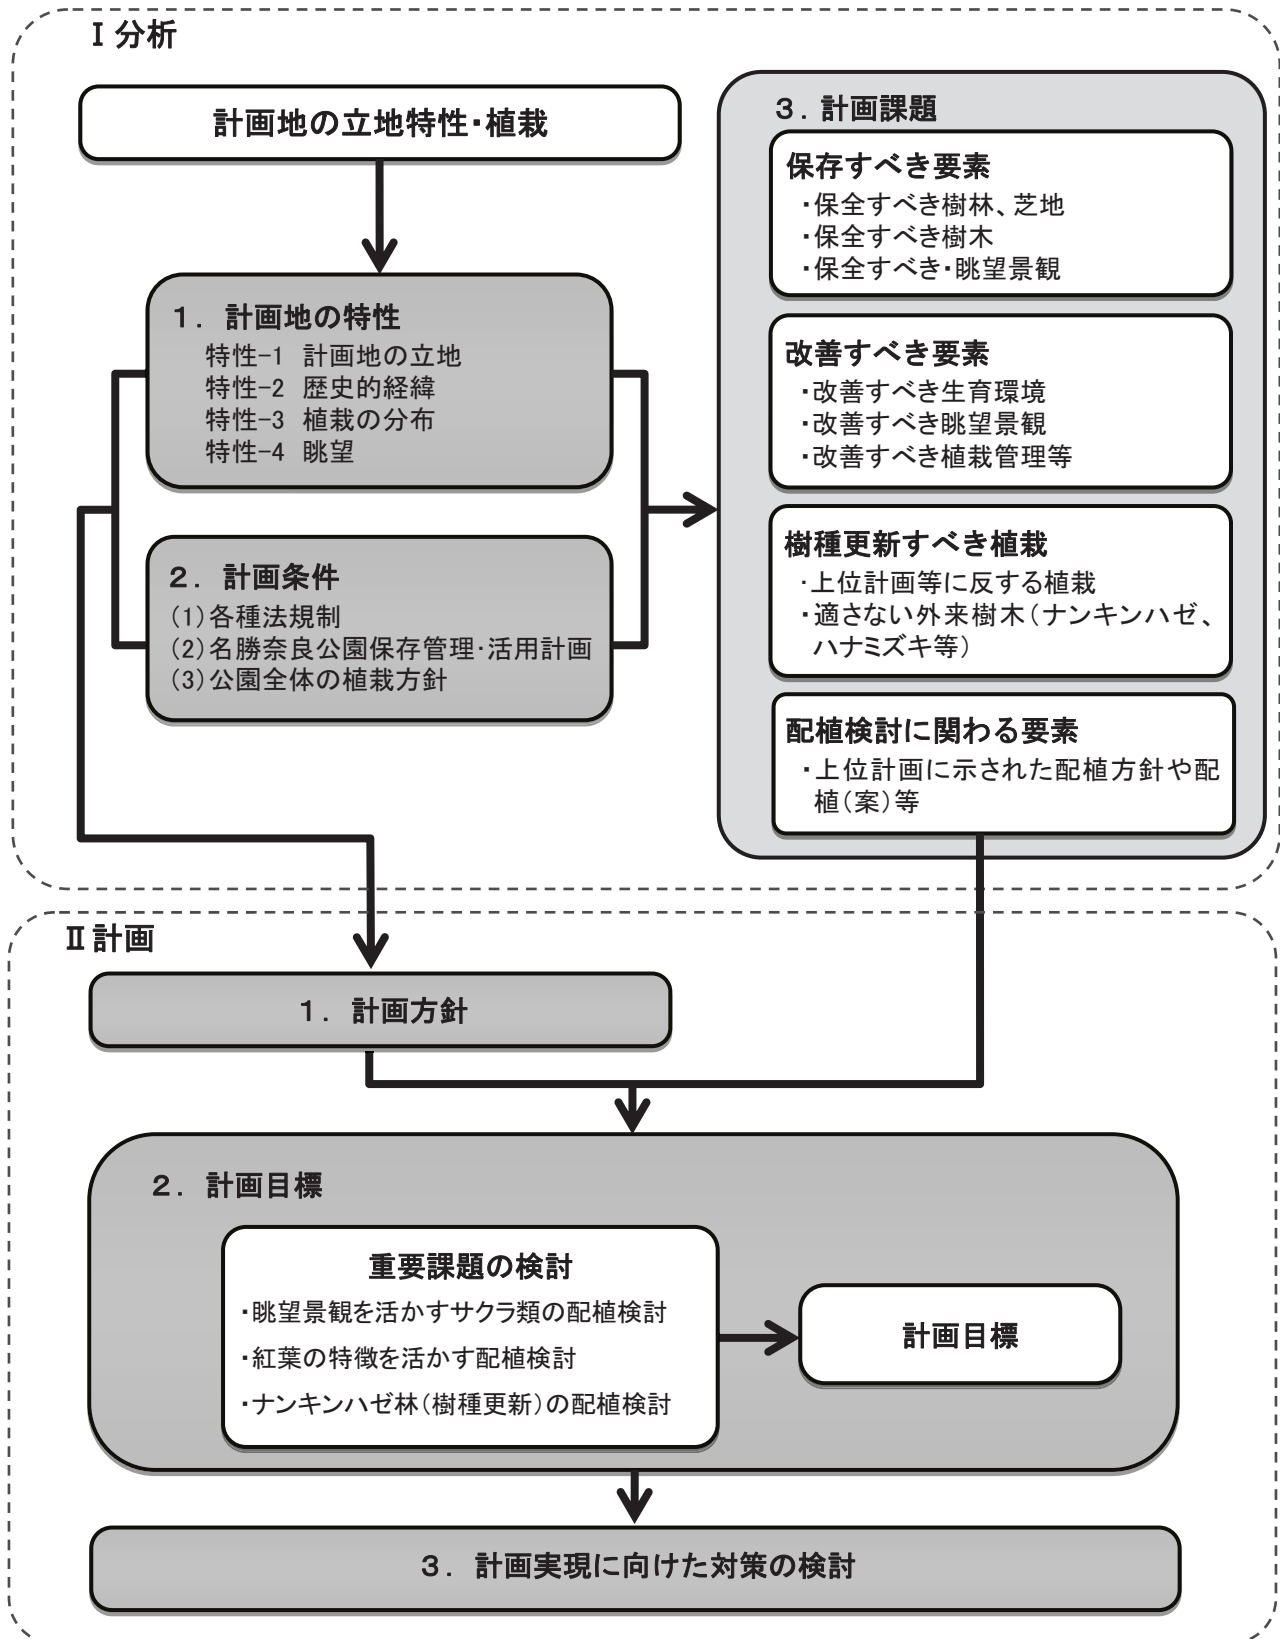 Ⅰ 分析
計画地の立地特性・植栽
1. 計画地の特性
特性-1 計画地の立地
特性-2 歴史的経緯
特性-3 植栽の分布
特性-4 眺望
2. 計画条件
(1)各種法規制
(2)名勝奈良公園保存管理・活用計画
(3)公園全体の植栽方針
3. 計画課題
保存すべき要素
・保全すべき樹林、芝地
・保全すべき樹木
・保全すべき・眺望景観
改善すべき要素
・改善すべき生育環境
・改善すべき眺望景観
・改善すべき植栽管理等
樹種更新すべき植栽
・上位計画等に反する植栽
・適さない外来樹木(ナンキンハゼ、
ハナミズキ等)
配植検討に関わる要素
・上位計画に示された配植方針や配
植(案)等
Ⅱ 計画
1. 計画方針
2. 計画目標
重要課題の検討
・眺望景観を活かすサクラ類の配植検討
・紅葉の特徴を活かす配植検討
・ナンキンハゼ林(樹種更新)の配植検討
計画目標
3. 計画実現に向けた対策の検討